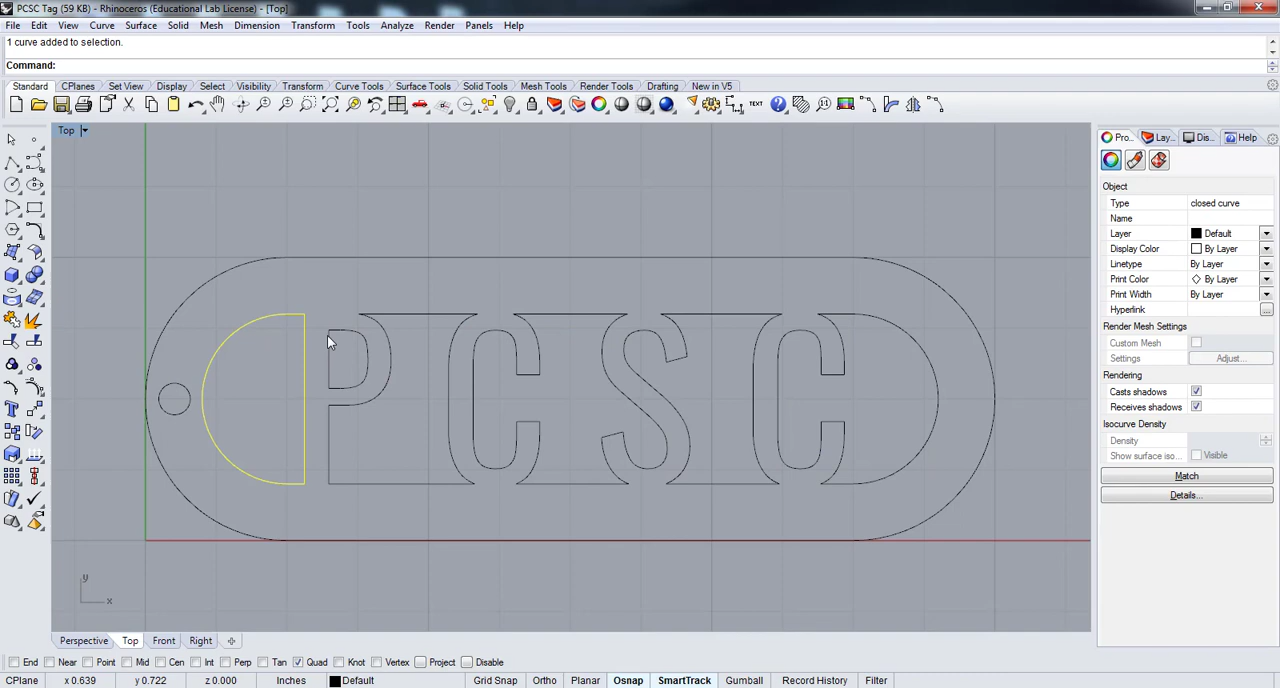 PCSC Tag (59 KB) - Rhinoceros (Educational Lab License) - [Top]
File Edit View Curve Surface Solid Mesh Dimension Transform Tools Analyze Render Panels Help
1 curve added to selection.
Command:
Standard CPlanes Set View Display Select Visibility Transform Curve Tools Surface Tools Solid Tools Mesh Tools Render Tools Drafting New in V5
TEXT
Top
Pro... Lay... Dis... Help
Object
Type closed curve
Name
Layer Default
Display Color By Layer
Linetype By Layer
Print Color By Layer
Print Width By Layer
Hyperlink ...
Render Mesh Settings
Custom Mesh
Settings Adjust...
Rendering
Casts shadows
Receives shadows
Isocurve Density
Density
Show surface iso... Visible
Match
Details...
PCSC
y
x
Perspective Top Front Right
End Near Point Mid Cen Int Perp Tan Quad Knot Vertex Project Disable
CPlane x 0.639 y 0.722 z 0.000 Inches Default Grid Snap Ortho Planar Osnap SmartTrack Gumball Record History Filter